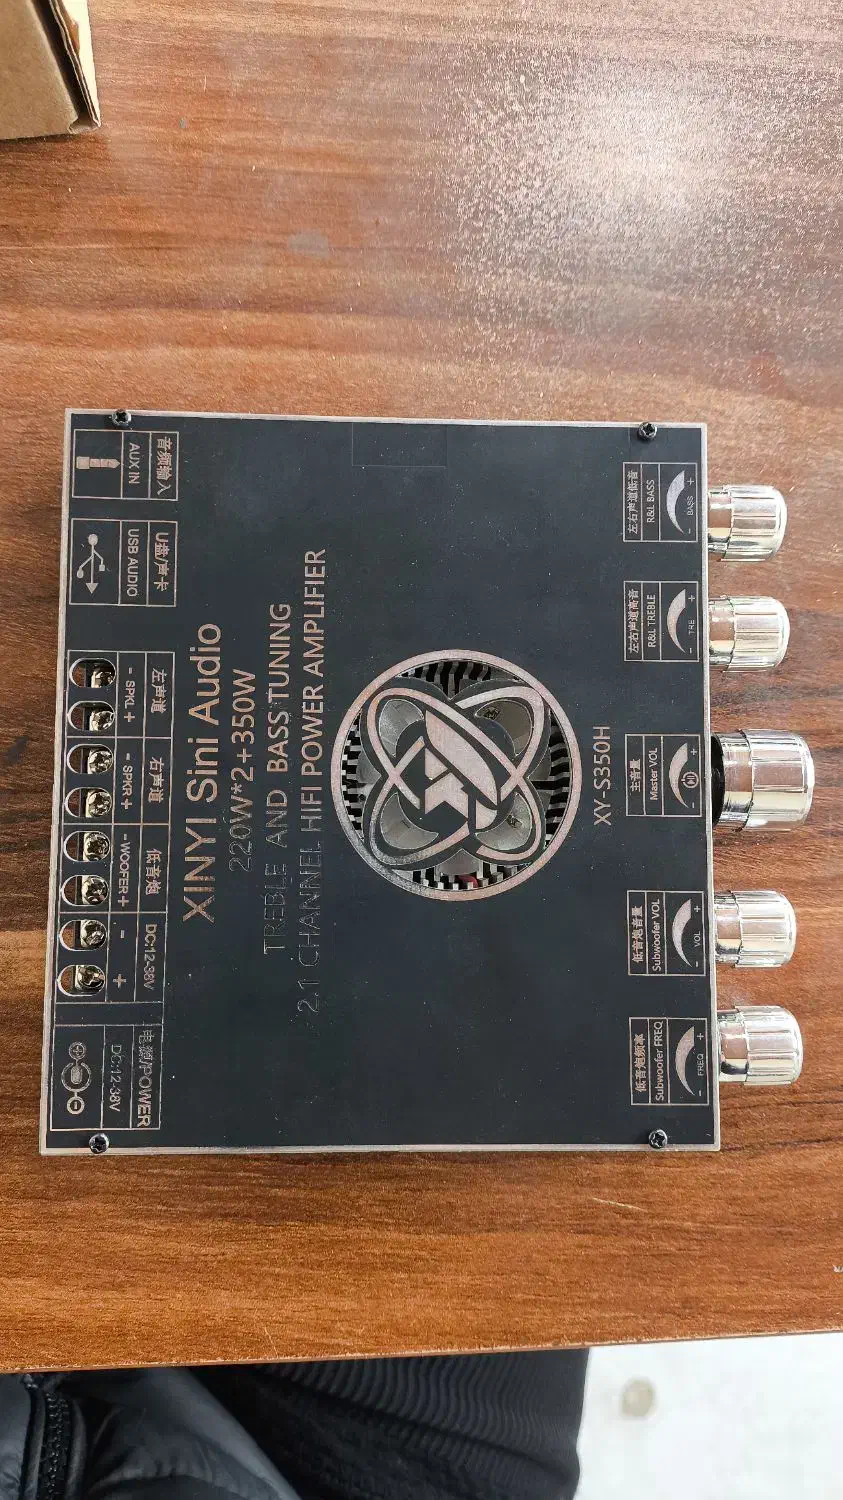 XINYI Sini Audio
220W*2+350W
TREBLE AND BASS TUNING
2.1 CHANNEL HIFI POWER AMPLIFIER
XY-S350H
左右声道低音
R&L BASS
- BASS +
左右声道高音
R&L TREBLE
- TRE +
主音量
Master VOL
- +
低音炮音量
Subwoofer VOL
- VOL +
低音炮频率
Subwoofer FREQ
- FREQ +
音频输入
AUX IN
U盘/声卡
USB AUDIO
左声道
- SPKL +
右声道
- SPKR +
低音炮
-WOOFER+
DC:12-38V
- +
电源/POWER
DC:12-38V